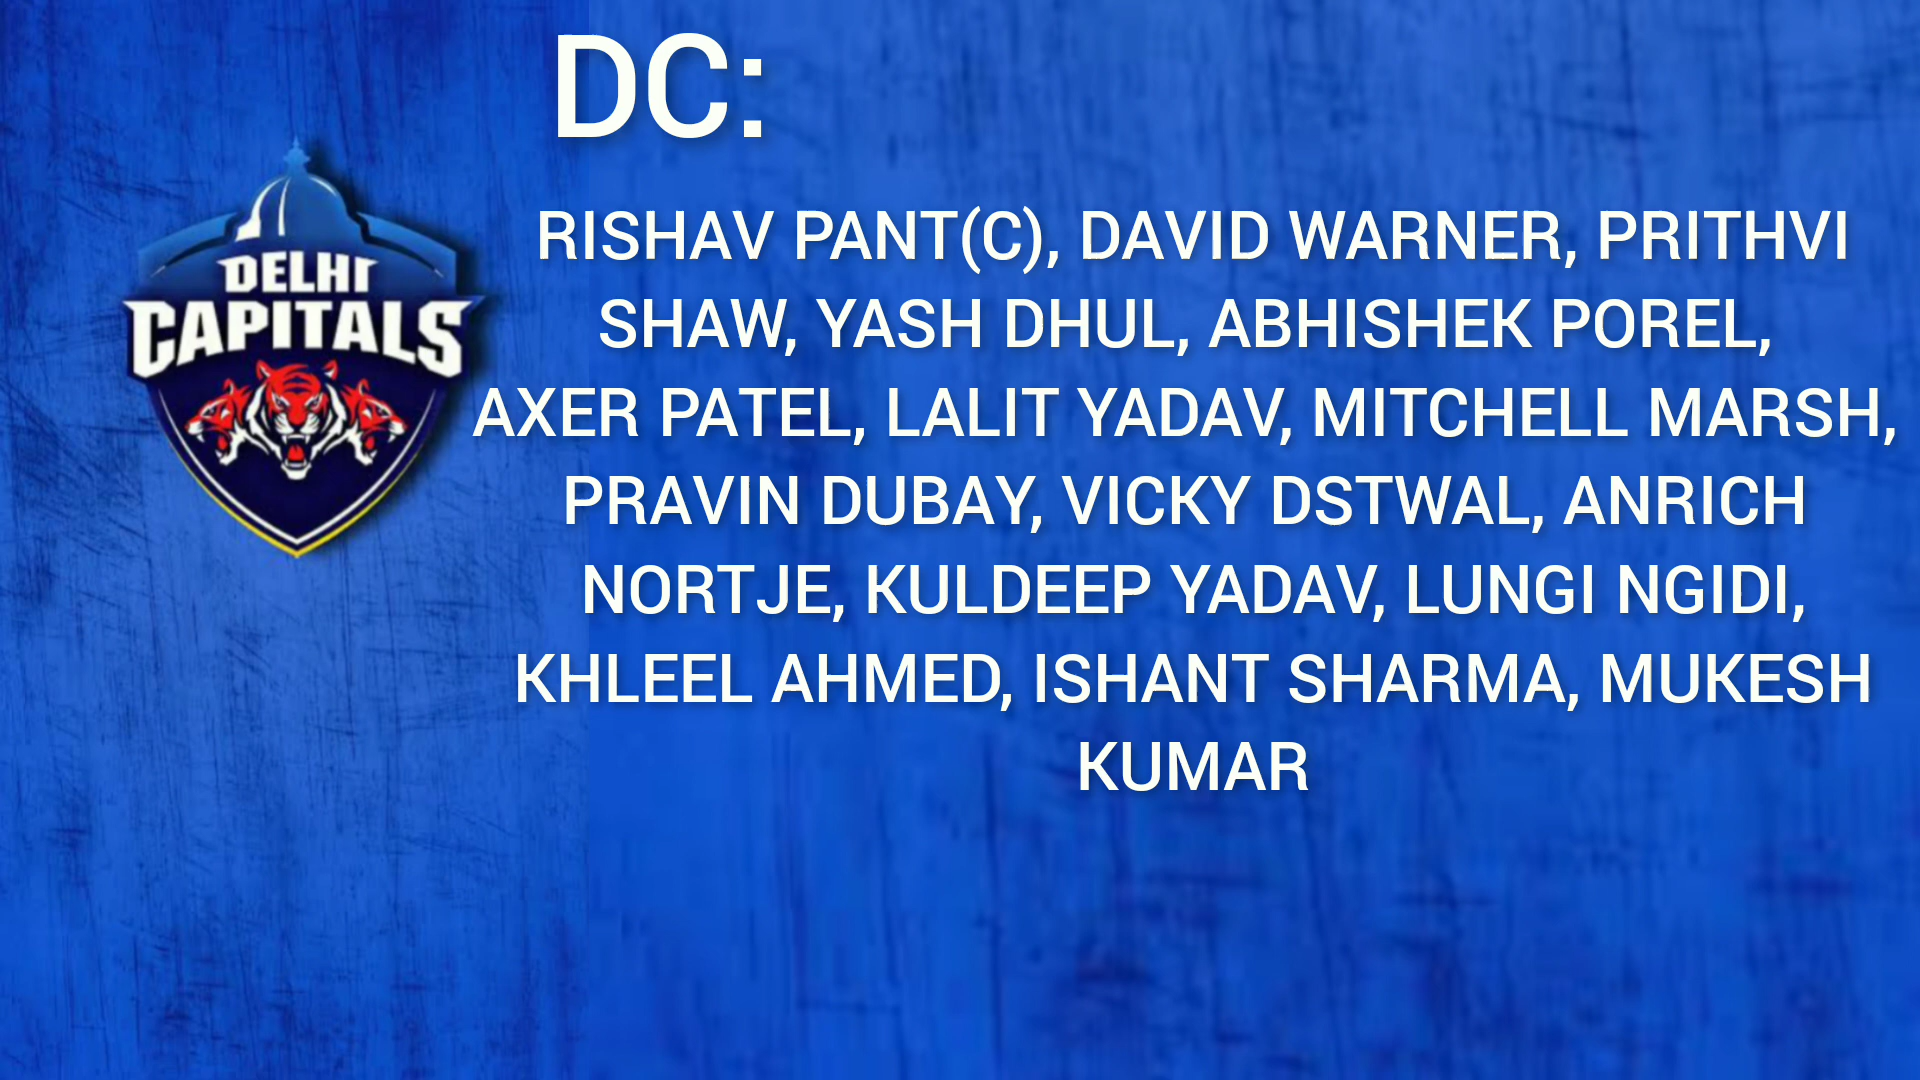 DC:
DELHI
CAPITALS
RISHAV PANT(C), DAVID WARNER, PRITHVI
SHAW, YASH DHUL, ABHISHEK POREL,
AXER PATEL, LALIT YADAV, MITCHELL MARSH,
PRAVIN DUBAY, VICKY DSTWAL, ANRICH
NORTJE, KULDEEP YADAV, LUNGI NGIDI,
KHLEEL AHMED, ISHANT SHARMA, MUKESH
KUMAR